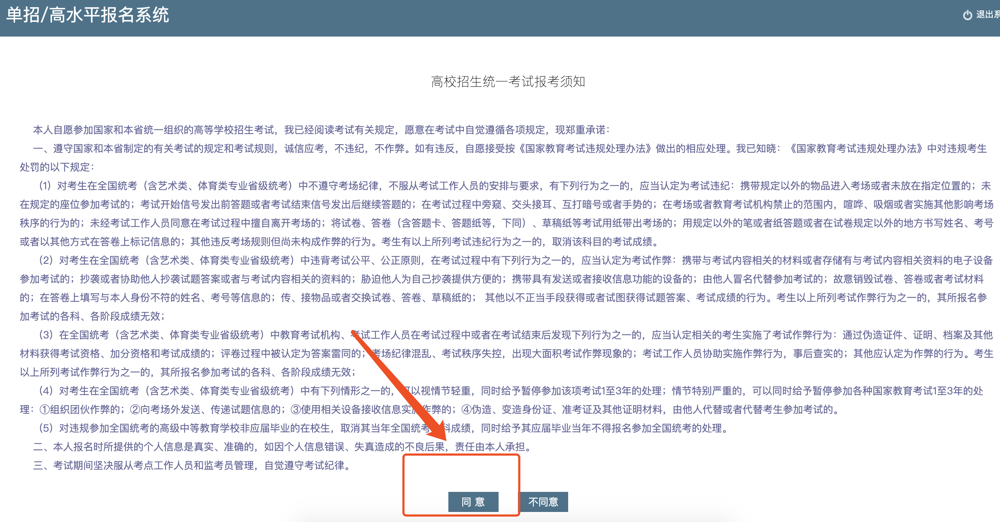 单招/高水平报名系统
退出系
高校招生统一考试报考须知
本人自愿参加国家和本省统一组织的高等学校招生考试，我已经阅读考试有关规定，愿意在考试中自觉遵循各项规定，现郑重承诺：
一、遵守国家和本省制定的有关考试的规定和考试规则，诚信应考，不违纪，不作弊。如有违反，自愿接受按《国家教育考试违规处理办法》做出的相应处理。我已知晓：《国家教育考试违规处理办法》中对违规考生
处罚的以下规定：
（1）对考生在全国统考（含艺术类、体育类专业省级统考）中不遵守考场纪律，不服从考试工作人员的安排与要求，有下列行为之一的，应当认定为考试违纪：携带规定以外的物品进入考场或者未放在指定位置的；未
在规定的座位参加考试的；考试开始信号发出前答题或者考试结束信号发出后继续答题的；在考试过程中旁窥、交头接耳、互打暗号或者手势的；在考场或者教育考试机构禁止的范围内，喧哗、吸烟或者实施其他影响考场
秩序的行为的；未经考试工作人员同意在考试过程中擅自离开考场的；将试卷、答卷（含答题卡、答题纸等，下同）、草稿纸等考试用纸带出考场的；用规定以外的笔或者纸答题或者在试卷规定以外的地方书写姓名、考号
或者以其他方式在答卷上标记信息的；其他违反考场规则但尚未构成作弊的行为。考生有以上所列考试违纪行为之一的，取消该科目的考试成绩。
（2）对考生在全国统考（含艺术类、体育类专业省级统考）中违背考试公平、公正原则，在考试过程中有下列行为之一的，应当认定为考试作弊：携带与考试内容相关的材料或者存储有与考试内容相关资料的电子设备
参加考试的；抄袭或者协助他人抄袭试题答案或者与考试内容相关的资料的；胁迫他人为自己抄袭提供方便的；携带具有发送或者接收信息功能的设备的；由他人冒名代替参加考试的；故意销毁试卷、答卷或者考试材料
的；在答卷上填写与本人身份不符的姓名、考号等信息的；传、接物品或者交换试卷、答卷、草稿纸的； 其他以不正当手段获得或者试图获得试题答案、考试成绩的行为。考生以上所列考试作弊行为之一的，其所报名参
加考试的各科、各阶段成绩无效；
（3）在全国统考（含艺术类、体育类专业省级统考）中教育考试机构、考试工作人员在考试过程中或者在考试结束后发现下列行为之一的，应当认定相关的考生实施了考试作弊行为：通过伪造证件、证明、档案及其他
材料获得考试资格、加分资格和考试成绩的；评卷过程中被认定为答案雷同的；考场纪律混乱、考试秩序失控，出现大面积考试作弊现象的；考试工作人员协助实施作弊行为，事后查实的；其他应认定为作弊的行为。考生
以上所列考试作弊行为之一的，其所报名参加考试的各科、各阶段成绩无效；
（4）对考生在全国统考（含艺术类、体育类专业省级统考）中有下列情形之一的，可以视情节轻重，同时给予暂停参加该项考试1至3年的处理；情节特别严重的，可以同时给予暂停参加各种国家教育考试1至3年的处
理：①组织团伙作弊的；②向考场外发送、传递试题信息的；③使用相关设备接收信息实施作弊的；④伪造、变造身份证、准考证及其他证明材料，由他人代替或者代替考生参加考试的。
（5）对违规参加全国统考的高级中等教育学校非应届毕业的在校生，取消其当年全国统考科成绩，同时给予其应届毕业当年不得报名参加全国统考的处理。
二、本人报名时所提供的个人信息是真实、准确的，如因个人信息错误、失真造成的不良后果，责任由本人承担。
三、考试期间坚决服从考点工作人员和监考员管理，自觉遵守考试纪律。
同 意
不同意